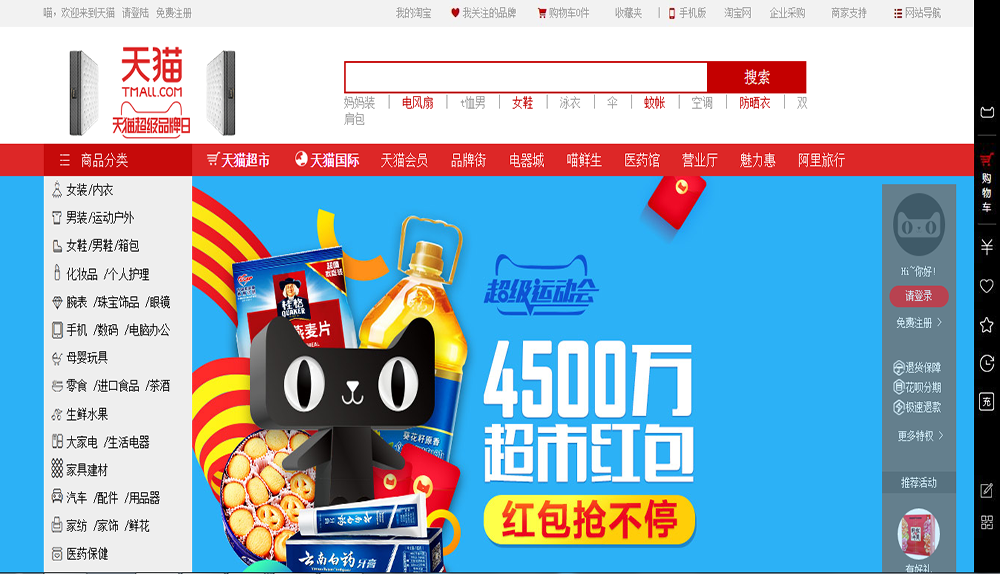 喵，欢迎来到天猫 请登陆 免费注册
我的淘宝 我关注的品牌 购物车0件 收藏夹 | 手机版 淘宝网 企业采购 商家支持 网站导航
天猫
TMALL.COM
天猫超级品牌日
搜索
妈妈装 | 电风扇 | t恤男 | 女鞋 | 泳衣 | 伞 | 蚊帐 | 空调 | 防晒衣 | 双
肩包
商品分类 天猫超市 天猫国际 天猫会员 品牌街 电器城 喵鲜生 医药馆 营业厅 魅力惠 阿里旅行
女装/内衣
男装/运动户外
女鞋/男鞋/箱包
化妆品 /个人护理
腕表 /珠宝饰品 /眼镜
手机 /数码 /电脑办公
母婴玩具
零食 /进口食品 /茶酒
生鲜水果
大家电 /生活电器
家具建材
汽车 /配件 /用品器
家纺 /家饰 /鲜花
医药保健
桂格
QUAKER
燕麦片
葵花籽原香
云南白药
云南白药牙膏
超级运动会
4500万
超市红包
红包抢不停
Hi~你好！
请登录
免费注册 >
退货保障
花呗分期
极速退款
更多特权 >
推荐活动
有好礼
购物车
充